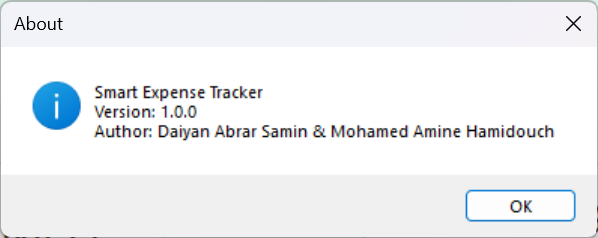 About
Smart Expense Tracker
Version: 1.0.0
Author: Daiyan Abrar Samin & Mohamed Amine Hamidouch
OK